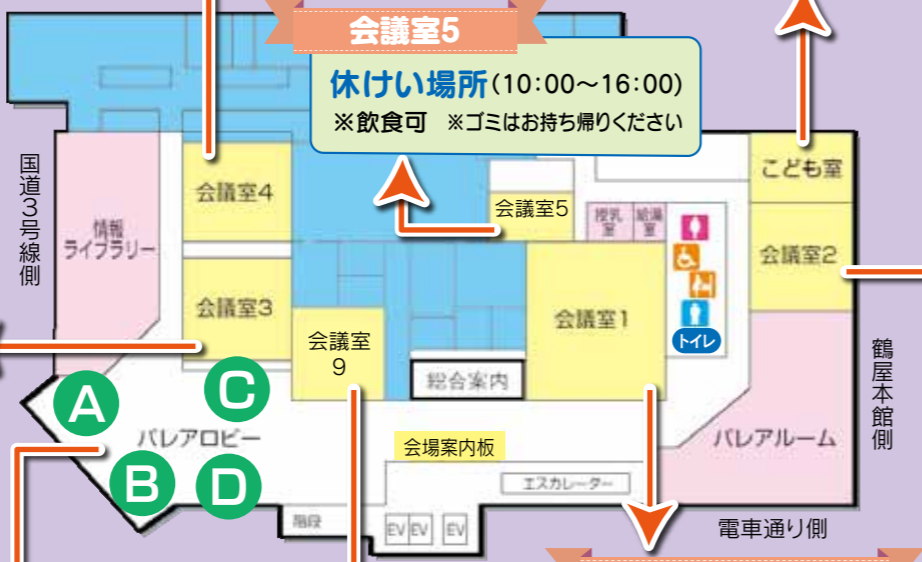 会議室5
休けい場所(10:00～16:00)
※飲食可 ※ゴミはお持ち帰りください
国道3号線側
情報
ライブラリー
会議室4
会議室3
会議室
9
会議室5
授乳
室
給湯
室
トイレ
こども室
会議室2
会議室1
総合案内
鶴屋本館側
A
C
パレアロビー
B
D
会場案内板
パレアルーム
エスカレーター
階段
EV
EV
EV
電車通り側